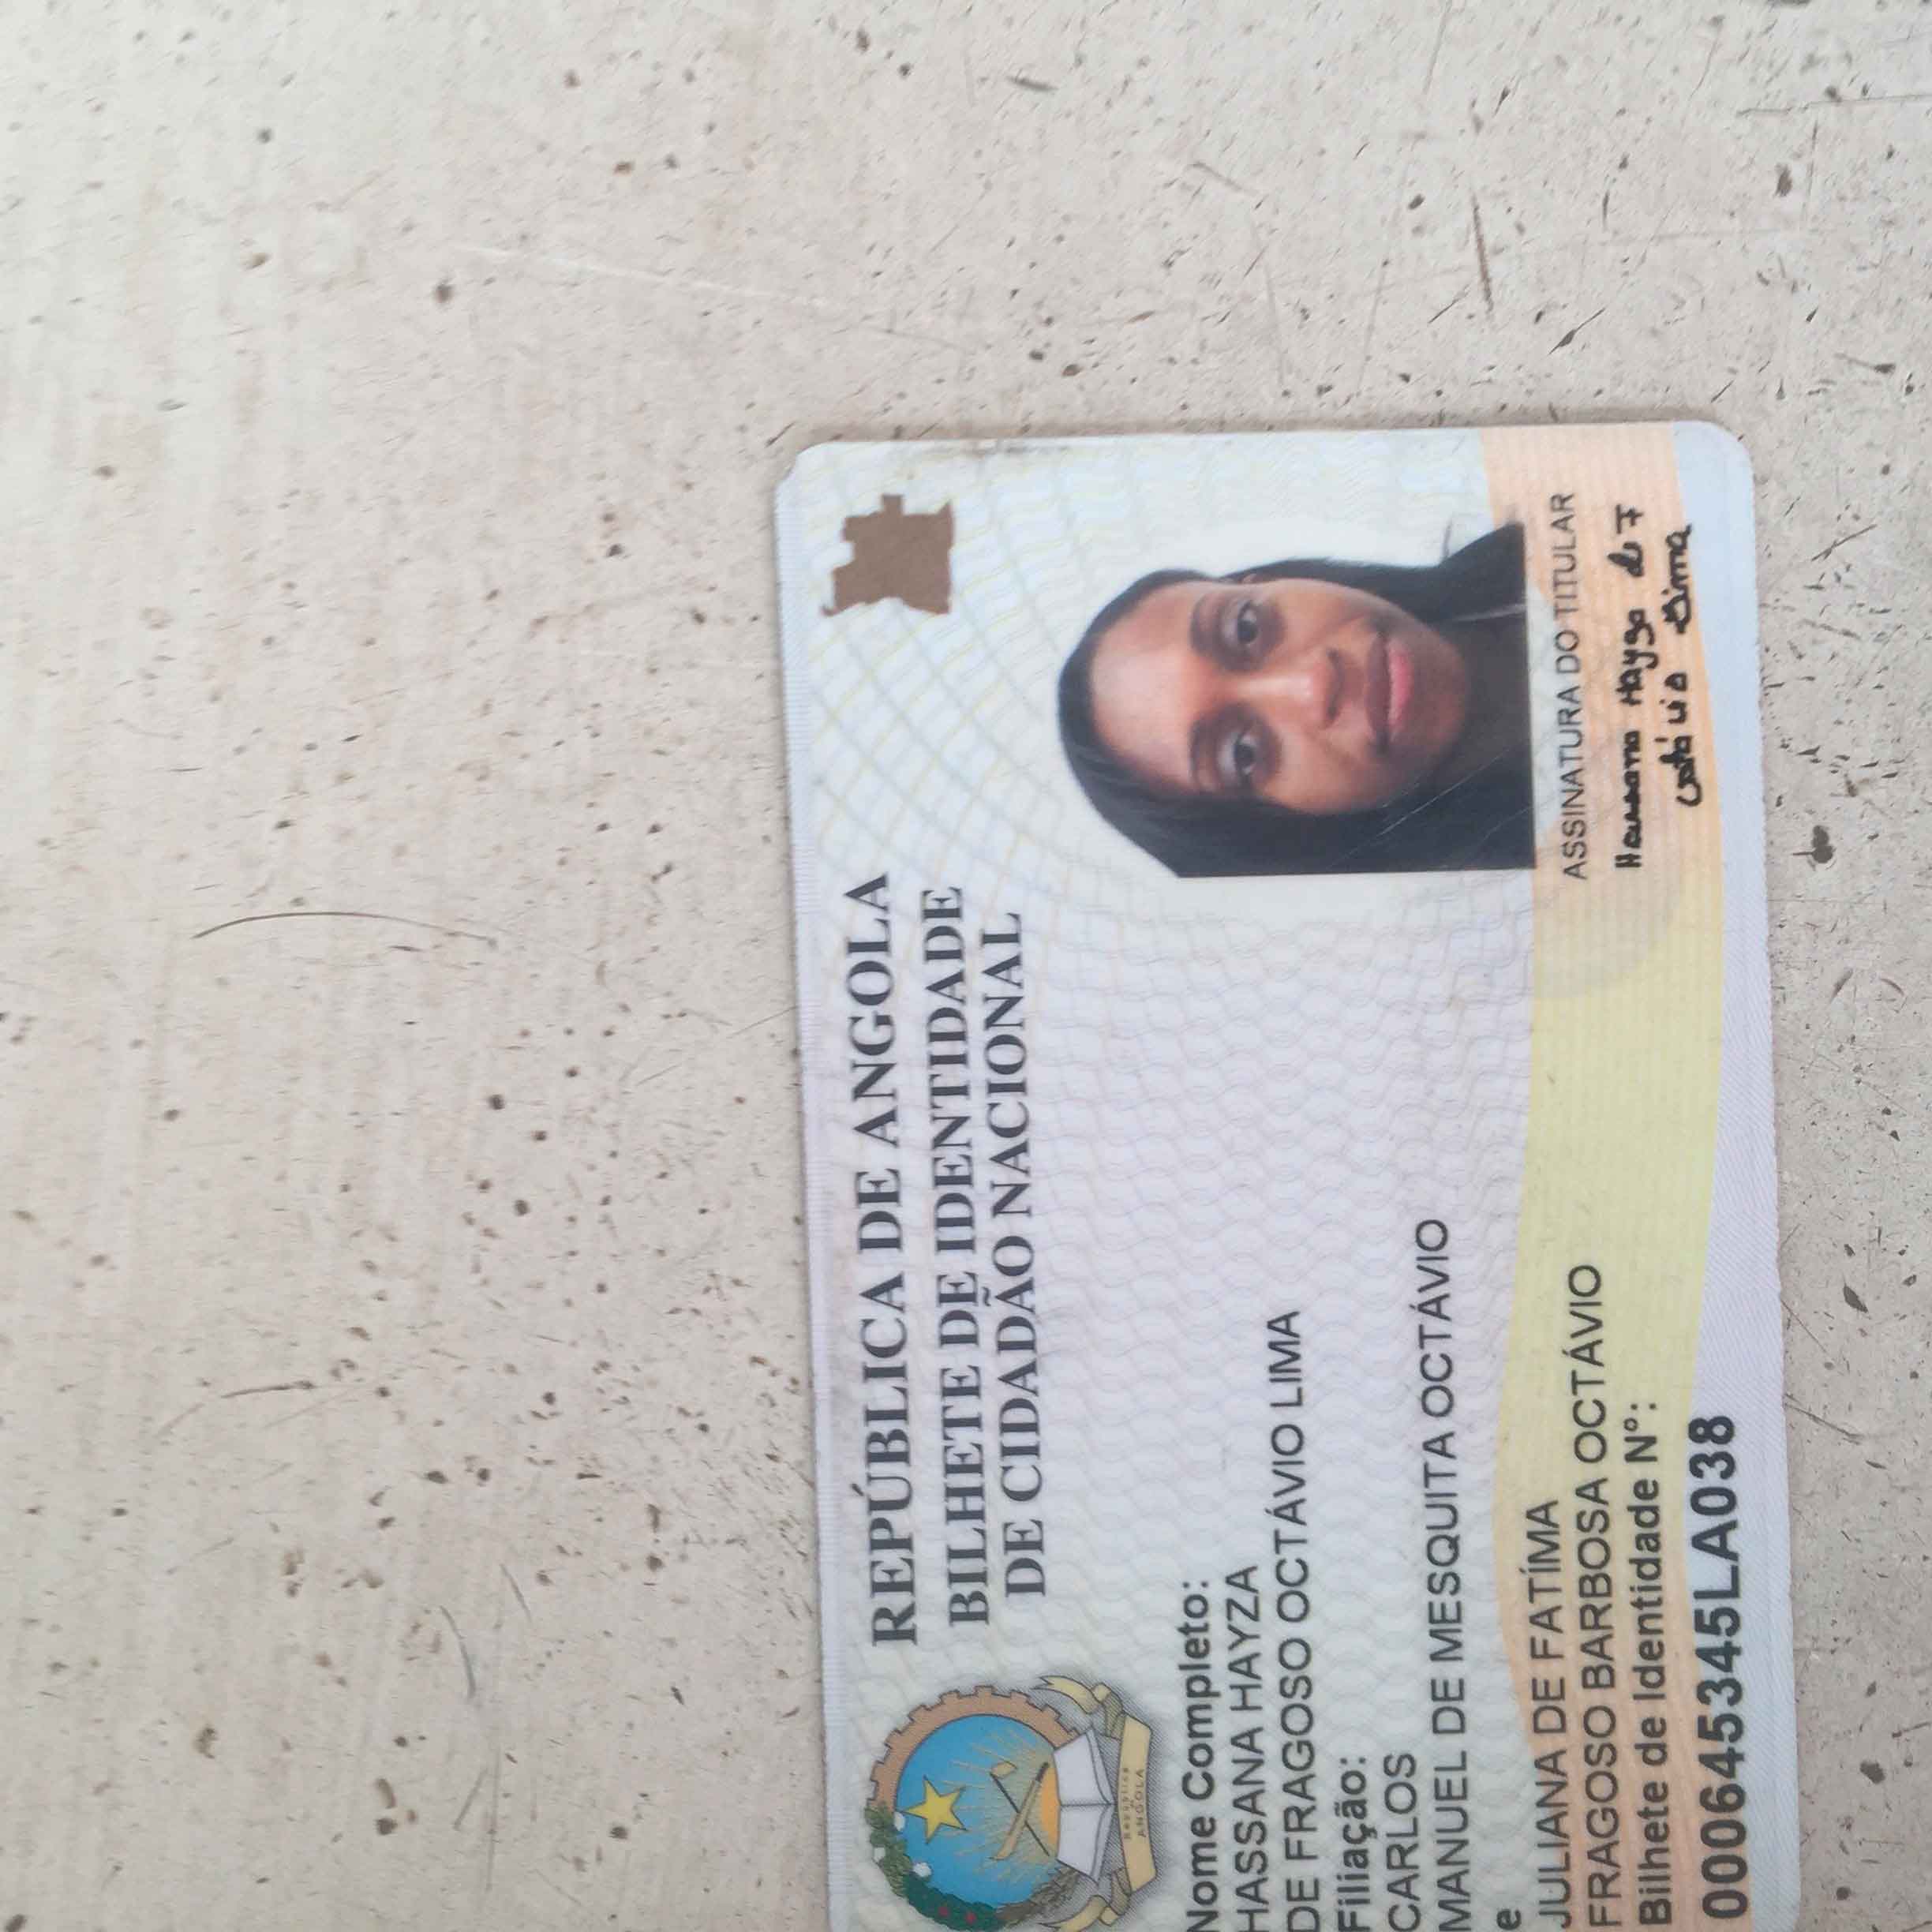 REPÚBLICA DE ANGOLA
BILHETE DE IDENTIDADE
DE CIDADÃO NACIONAL
República
DE
ANGOLA
Nome Completo:
HASSANA HAYZA
DE FRAGOSO OCTÁVIO LIMA
Filiação:
CARLOS
MANUEL DE MESQUITA OCTÁVIO
e
JULIANA DE FATÍMA
FRAGOSO BARBOSA OCTÁVIO
Bilhete de Identidade Nº:
000645345LA038
ASSINATURA DO TITULAR
Hassana Hayza de F
Octávio Lima